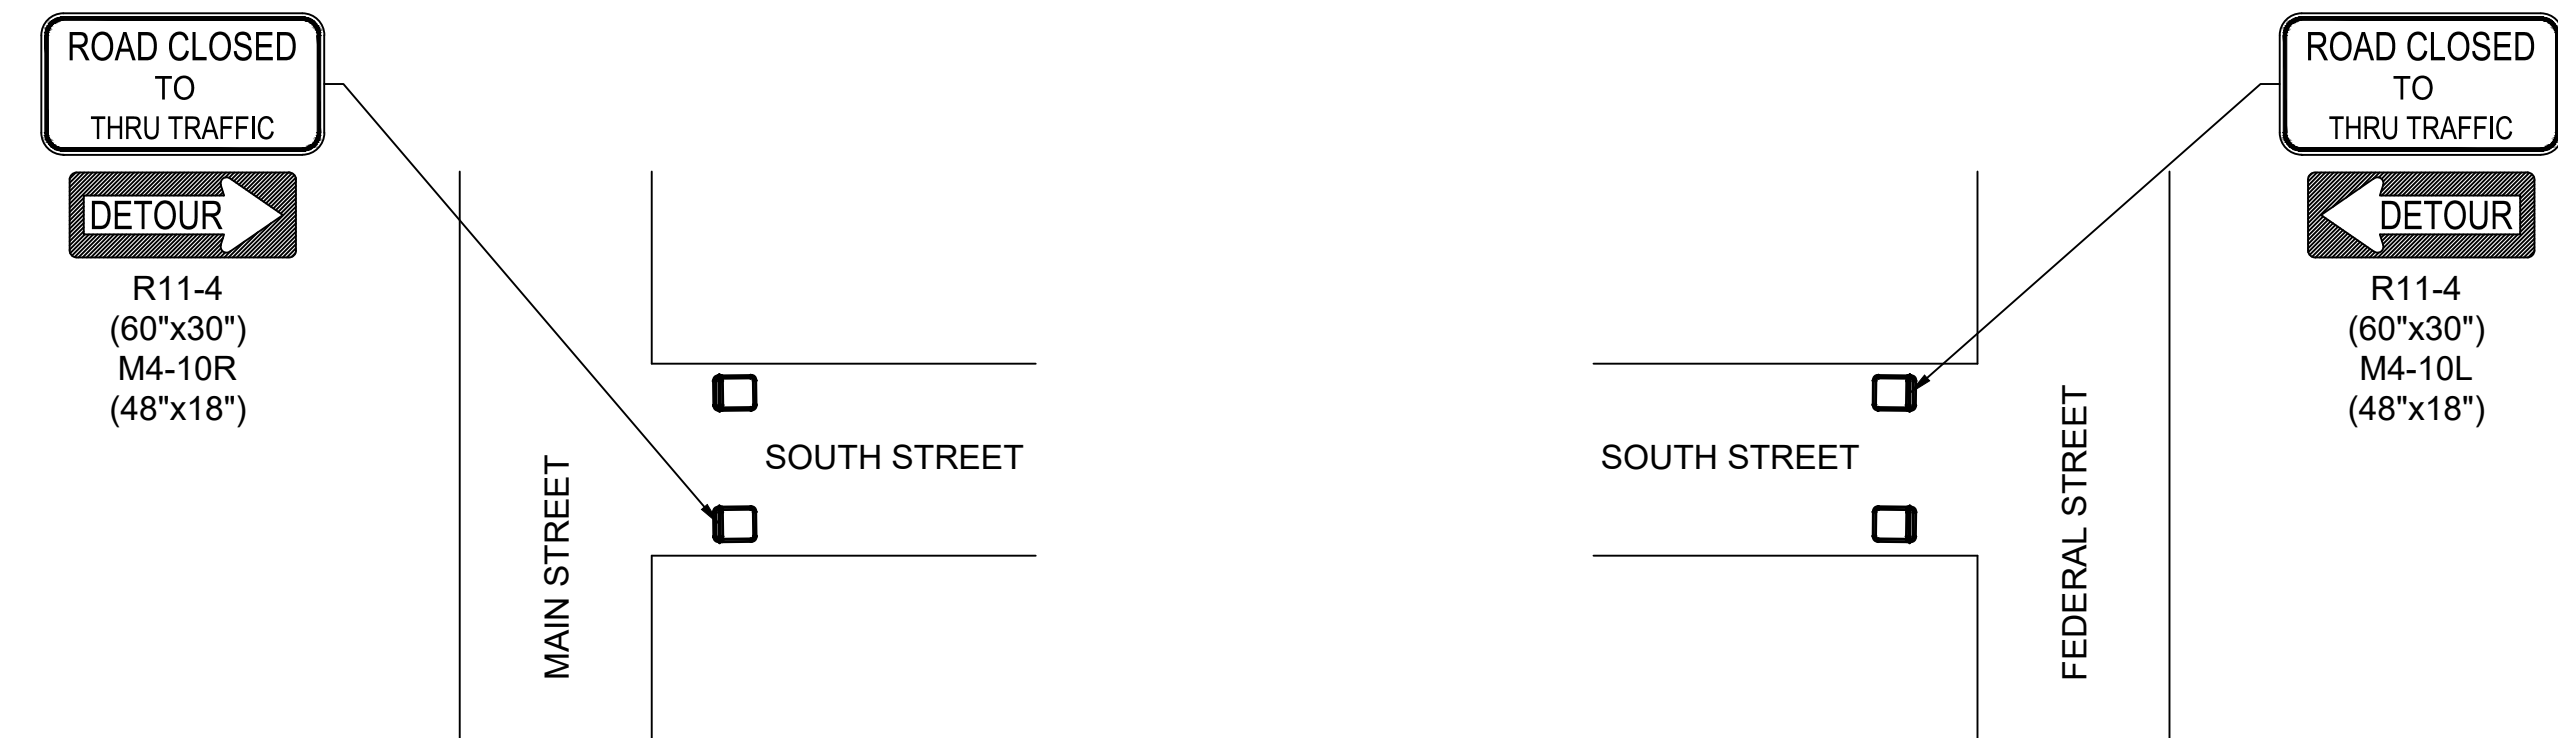 ROAD CLOSED
TO
THRU TRAFFIC
DETOUR
R11-4
(60"x30")
M4-10R
(48"x18")
MAIN STREET
SOUTH STREET
SOUTH STREET
FEDERAL STREET
ROAD CLOSED
TO
THRU TRAFFIC
DETOUR
R11-4
(60"x30")
M4-10L
(48"x18")